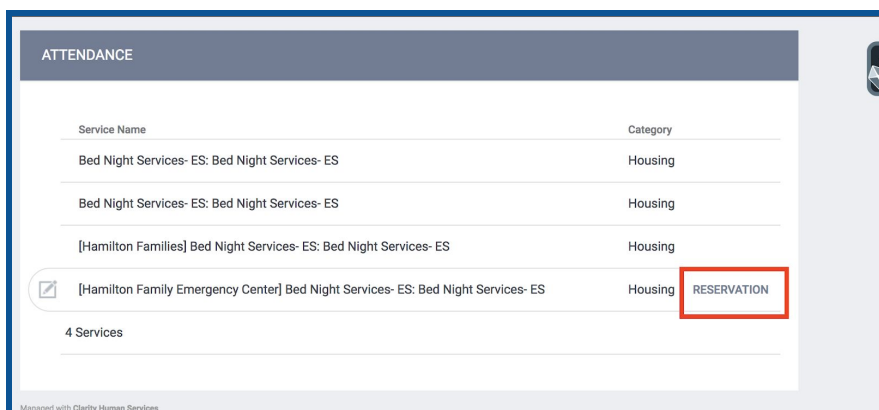 ATTENDANCE
Service Name Category
Bed Night Services- ES: Bed Night Services- ES Housing
Bed Night Services- ES: Bed Night Services- ES Housing
[Hamilton Families] Bed Night Services- ES: Bed Night Services- ES Housing
[Hamilton Family Emergency Center] Bed Night Services- ES: Bed Night Services- ES Housing RESERVATION
4 Services
Managed with Clarity Human Services